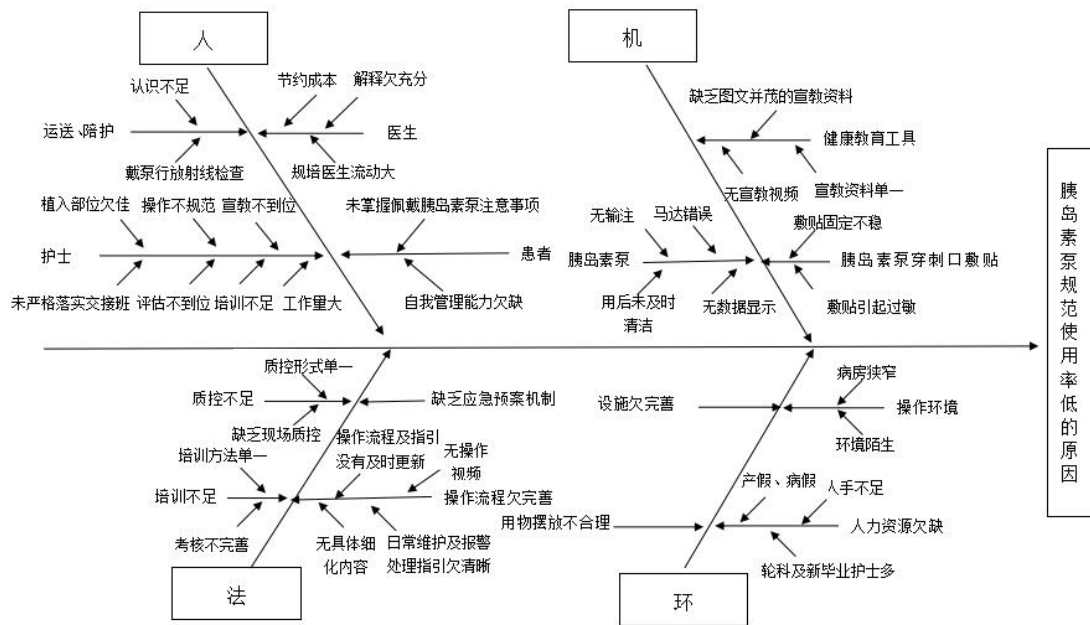 人
机
认识不足
节约成本
解释欠充分
运送、陪护
医生
戴泵行放射线检查
规培医生流动大
植入部位欠佳
操作不规范
宣教不到位
未掌握佩戴胰岛素泵注意事项
护士
患者
未严格落实交接班
评估不到位
培训不足
工作量大
自我管理能力欠缺
缺乏图文并茂的宣教资料
健康教育工具
无宣教视频
宣教资料单一
无输注
马达错误
敷贴固定不稳
胰岛素泵
胰岛素泵穿刺口敷贴
用后未及时
清洁
无数据显示
敷贴引起过敏
胰岛素泵规范使用率低的原因
质控形式单一
质控不足
缺乏应急预案机制
缺乏现场质控
培训方法单一
操作流程及指引
没有及时更新
无操作
视频
培训不足
操作流程欠完善
考核不完善
无具体细
化内容
日常维护及报警
处理指引欠清晰
法
病房狭窄
设施欠完善
操作环境
环境陌生
产假、病假
人手不足
用物摆放不合理
人力资源欠缺
轮科及新毕业护士多
环